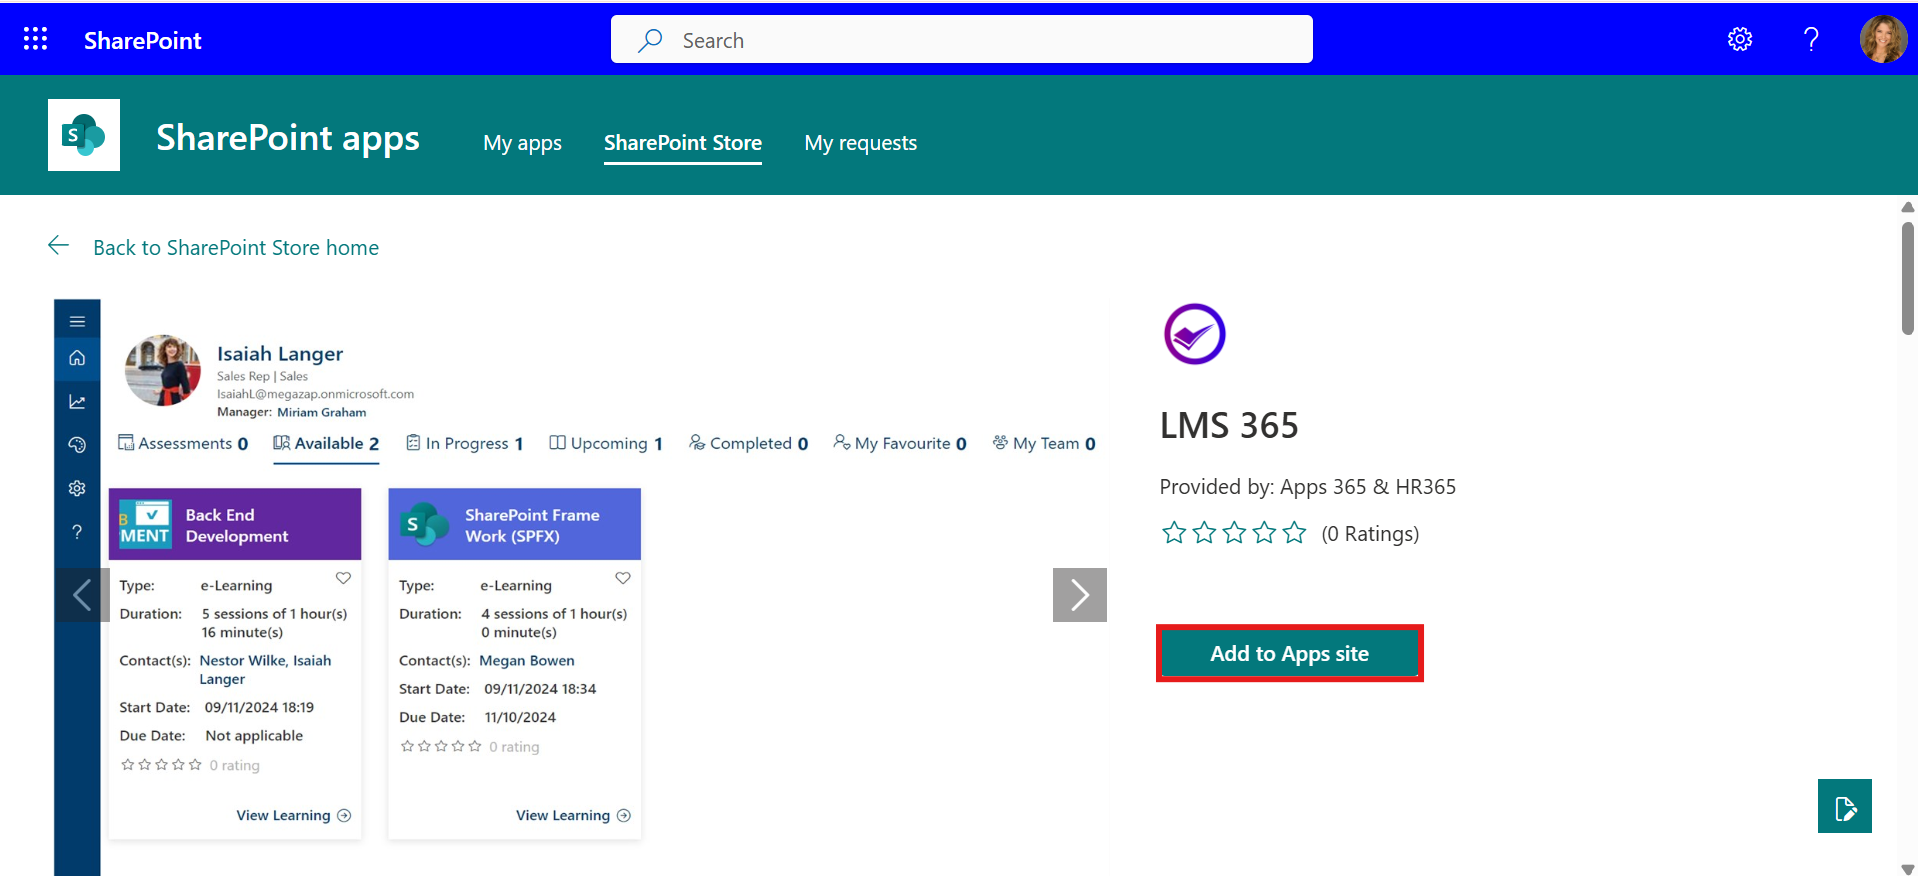 SharePoint
Search
?
S
SharePoint apps
My apps
SharePoint Store
My requests
Back to SharePoint Store home
Isaiah Langer
Sales Rep | Sales
IsaiahL@megazap.onmicrosoft.com
Manager: Miriam Graham
Assessments 0
Available 2
In Progress 1
Upcoming 1
Completed 0
My Favourite 0
My Team 0
?
B
MENT
Back End
Development
Type: e-Learning
Duration: 5 sessions of 1 hour(s)
16 minute(s)
Contact(s): Nestor Wilke, Isaiah
Langer
Start Date: 09/11/2024 18:19
Due Date: Not applicable
0 rating
View Learning
S
SharePoint Frame
Work (SPFX)
Type: e-Learning
Duration: 4 sessions of 1 hour(s)
0 minute(s)
Contact(s): Megan Bowen
Start Date: 09/11/2024 18:34
Due Date: 11/10/2024
0 rating
View Learning
LMS 365
Provided by: Apps 365 & HR365
(0 Ratings)
Add to Apps site